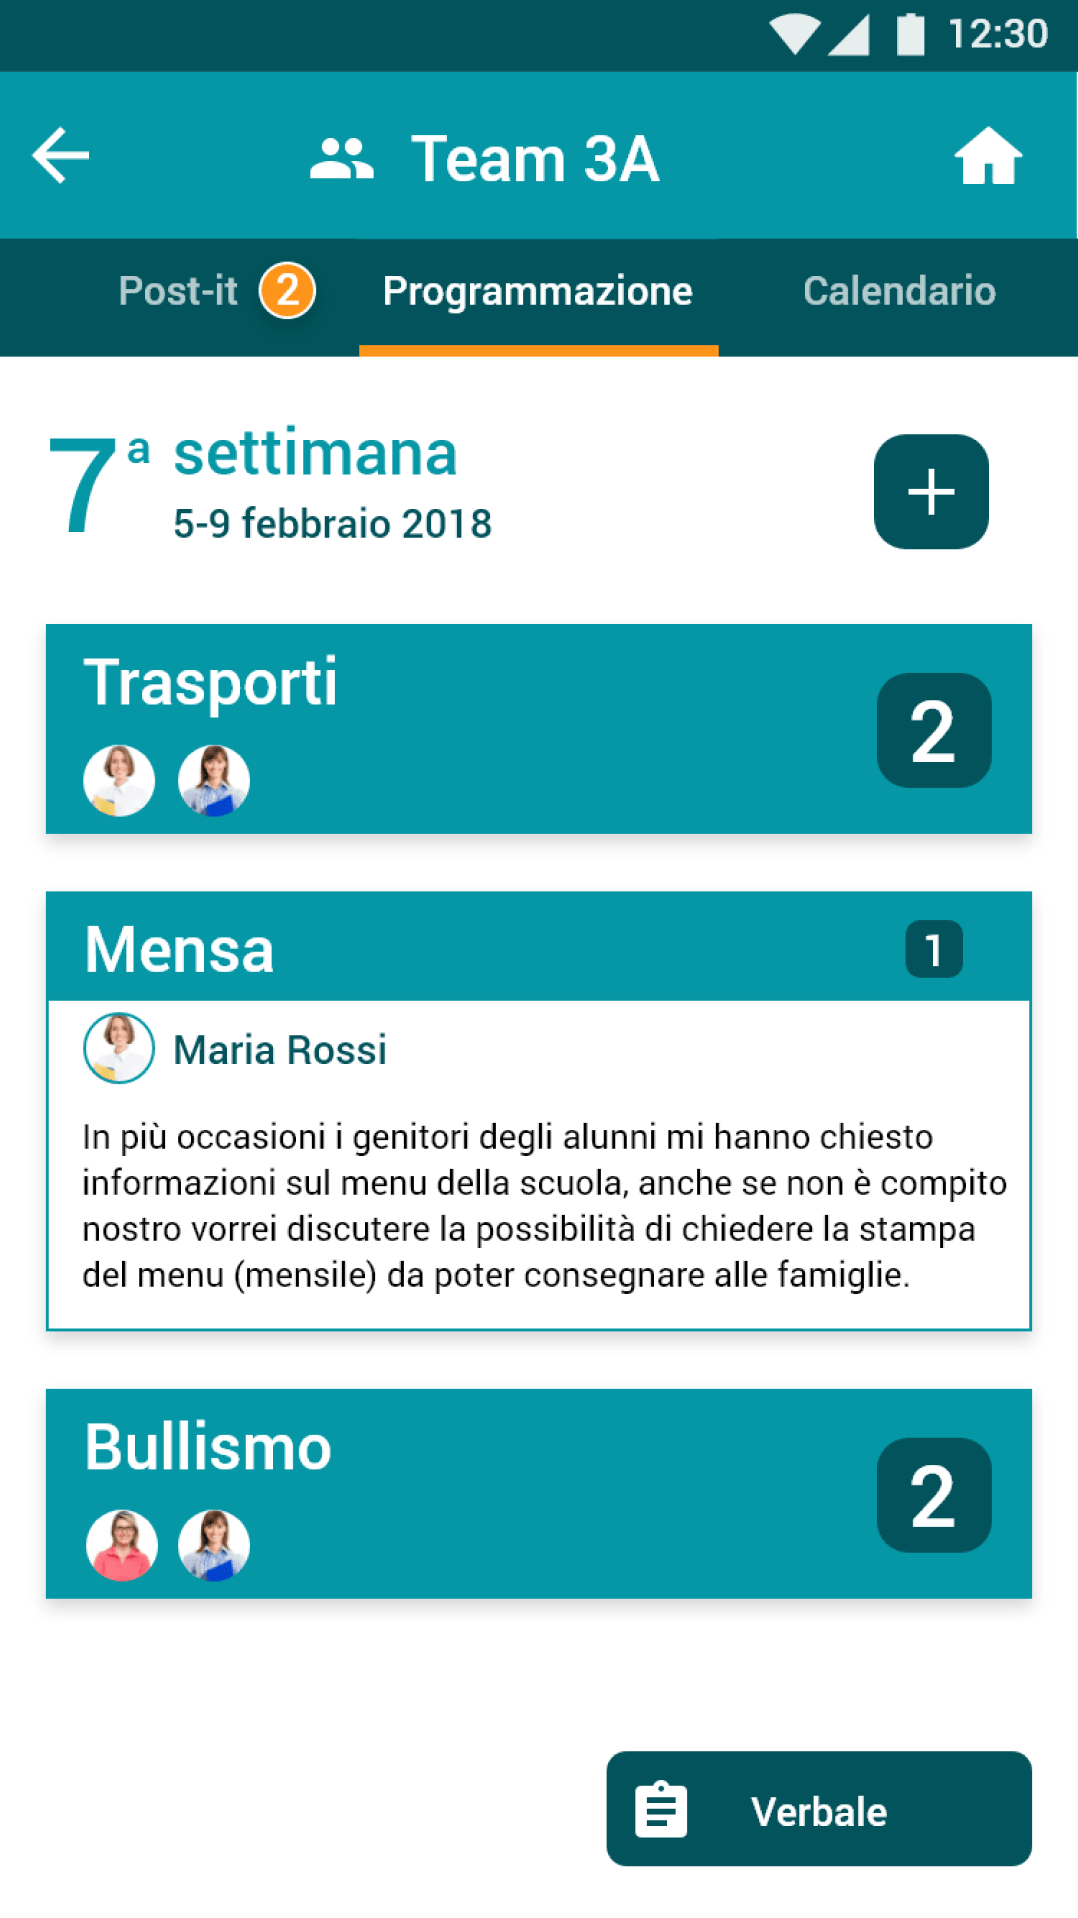 12:30
Team 3A
Post-it 2 Programmazione Calendario
7ª settimana
5-9 febbraio 2018
+
Trasporti
2
Mensa 1
Maria Rossi
In più occasioni i genitori degli alunni mi hanno chiesto
informazioni sul menu della scuola, anche se non è compito
nostro vorrei discutere la possibilità di chiedere la stampa
del menu (mensile) da poter consegnare alle famiglie.
Bullismo
2
Verbale